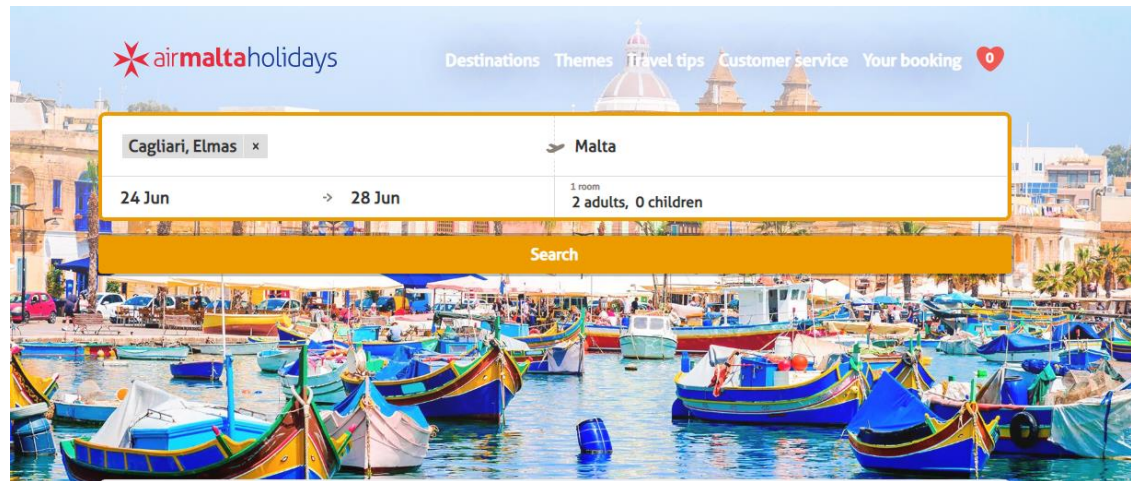 airmaltaholidays
Destinations Themes Travel tips Customer service Your booking 0
Cagliari, Elmas x Malta
1 room
24 Jun -> 28 Jun 2 adults, 0 children
Search